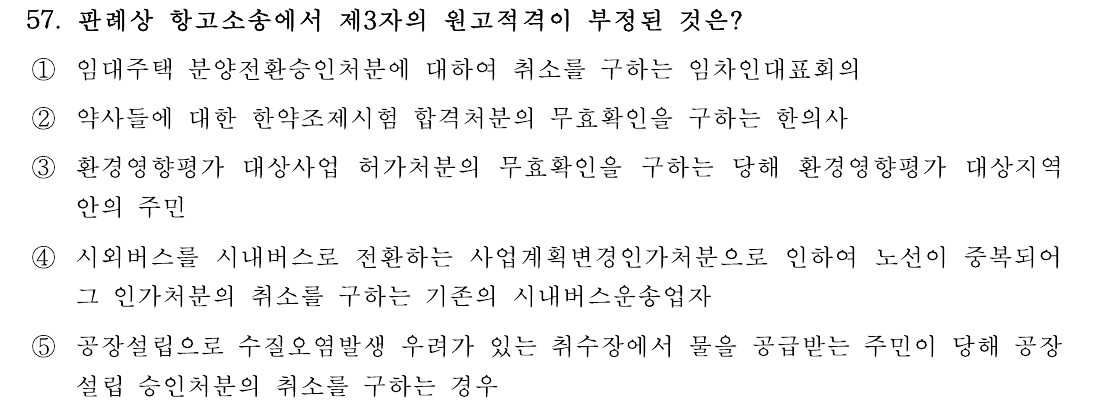 57. 판례상 항고소송에서 제3자의 원고적격이 부정된 것은?
① 임대주택 분양전환승인처분에 대하여 취소를 구하는 임차인대표회의
② 약사들에 대한 한약조제시험 합격처분의 무효확인을 구하는 한의사
③ 환경영향평가 대상사업 허가처분의 무효확인을 구하는 당해 환경영향평가 대상지역
안의 주민
④ 시외버스를 시내버스로 전환하는 사업계획변경인가처분으로 인하여 노선이 중복되어
그 인가처분의 취소를 구하는 기존의 시내버스운송업자
⑤ 공장설립으로 수질오염발생 우려가 있는 취수장에서 물을 공급받는 주민이 당해 공장
설립 승인처분의 취소를 구하는 경우